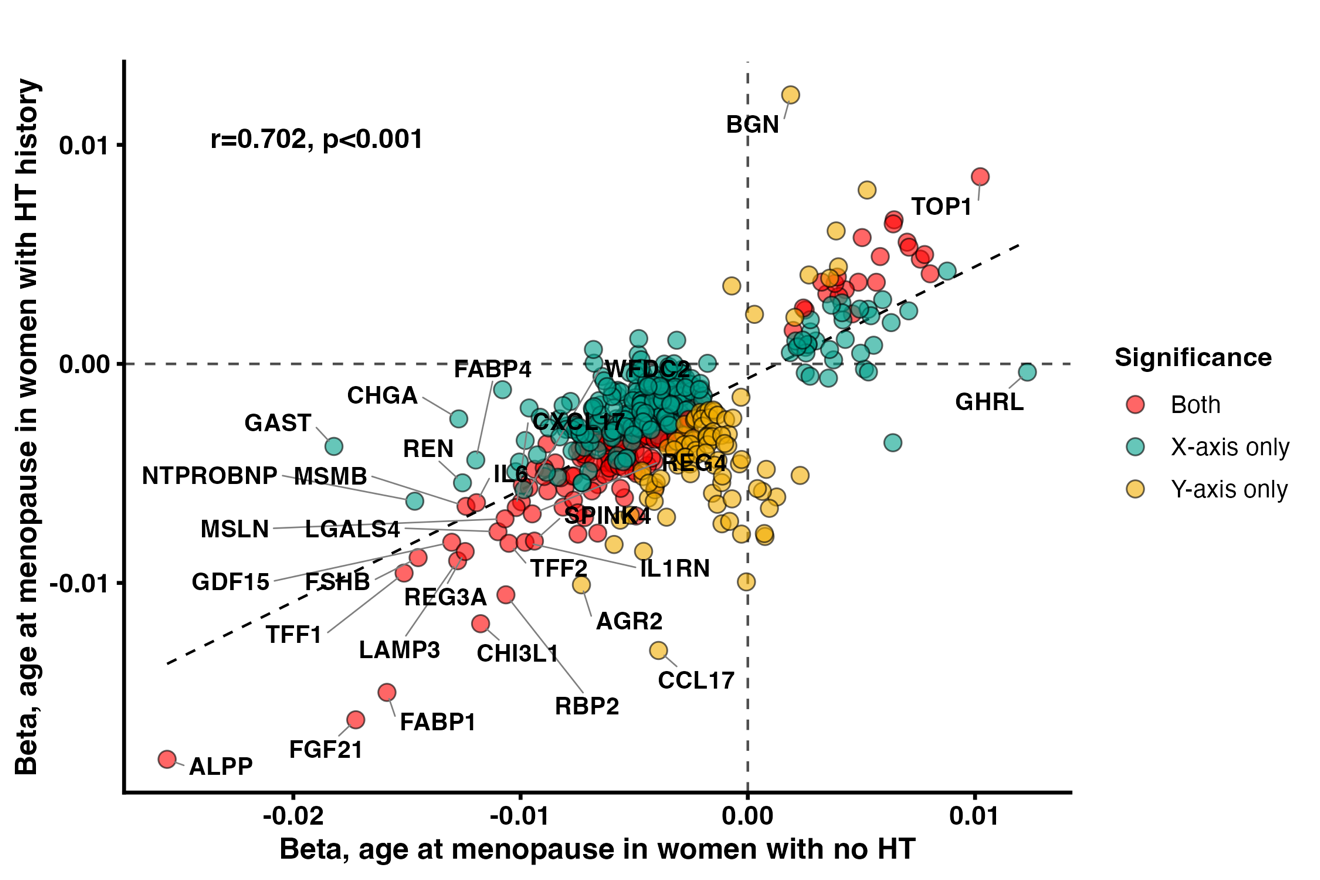 BGN
r=0.702, p<0.001
TOP1
GHRL
WFDC2
FABP4
CHGA
CXCL17
GAST
REN
IL6
REG4
NTPROBNP
MSMB
SPINK4
MSLN
LGALS4
TFF2
IL1RN
GDF15
FSHB
REG3A
AGR2
TFF1
LAMP3
CHI3L1
CCL17
RBP2
FABP1
FGF21
ALPP
0.01
0.00
-0.01
-0.02
-0.01
0.00
0.01
Beta, age at menopause in women with no HT
Beta, age at menopause in women with HT history
Significance
Both
X-axis only
Y-axis only